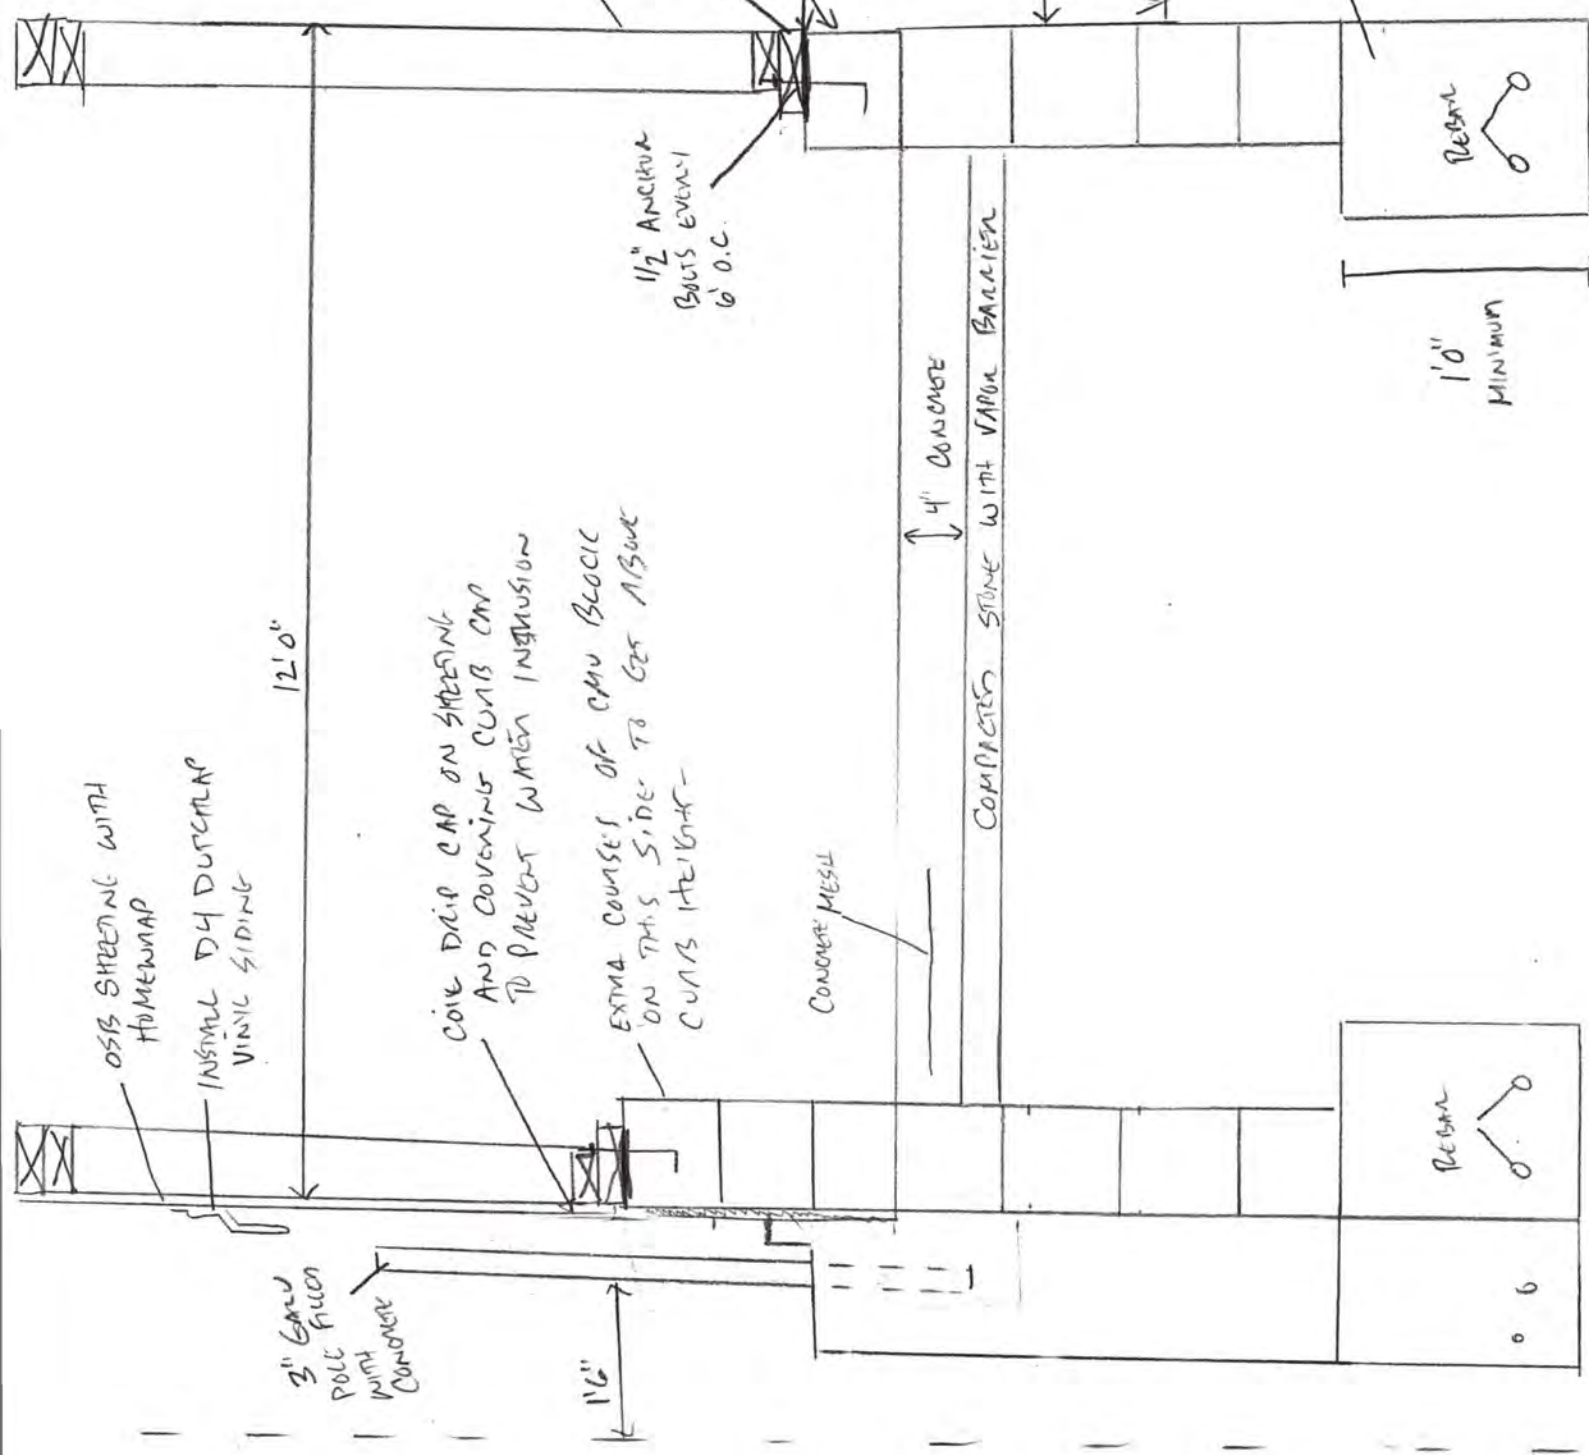 OSB SHEETING WITH
HOMEWRAP
INSTALL D4 DUTCHLAP
VINYL SIDING
12'0"
3" GALV
POLE FILLED
WITH
CONCRETE
1'6"
COIL DRIP CAP ON SHEETING
AND COVERING CURB CAP
TO PREVENT WATER INTRUSION
EXTRA COURSES OF CMU BLOCK
ON THIS SIDE TO GET ABOVE
CURB HEIGHT
1/2" ANCHOR
BOLTS EVERY
6' O.C.
CONCRETE MESH
4" CONCRETE
COMPACTED STONE WITH VAPOR BARRIER
REBAR
1'0"
MINIMUM
REBAR